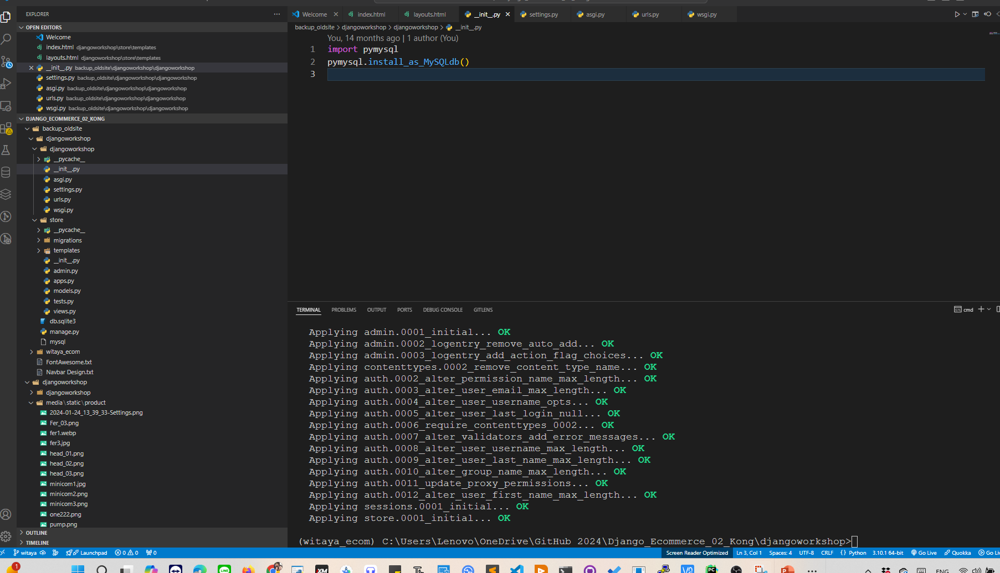 EXPLORER
OPEN EDITORS
Welcome
index.html djangoworkshop\store\templates
layouts.html djangoworkshop\store\templates
__init__.py backup_oldsite\djangoworkshop\djangoworkshop
settings.py backup_oldsite\djangoworkshop\djangoworkshop
asgi.py backup_oldsite\djangoworkshop\djangoworkshop
urls.py backup_oldsite\djangoworkshop\djangoworkshop
wsgi.py backup_oldsite\djangoworkshop\djangoworkshop
DJANGO_ECOMMERCE_02_KONG
backup_oldsite
djangoworkshop
djangoworkshop
__pycache__
__init__.py
asgi.py
settings.py
urls.py
wsgi.py
store
__pycache__
migrations
templates
__init__.py
admin.py
apps.py
models.py
tests.py
views.py
db.sqlite3
manage.py
mysql
witaya_ecom
FontAwesome.txt
Navbar Design.txt
djangoworkshop
djangoworkshop
media\static\product
2024-01-24_13_39_33-Settings.png
Fer_03.png
fer1.webp
fer3.jpg
head_01.png
head_02.png
head_03.png
minicom1.jpg
minicom2.png
minicom3.png
one222.png
pump.png
OUTLINE
TIMELINE
Welcome index.html layouts.html __init__.py settings.py asgi.py urls.py wsgi.py
backup_oldsite > djangoworkshop > djangoworkshop > __init__.py
You, 14 months ago | 1 author (You)
1 import pymysql
2 pymysql.install_as_MySQLdb()
3
TERMINAL PROBLEMS OUTPUT PORTS DEBUG CONSOLE GITLENS cmd
Applying admin.0001_initial... OK
Applying admin.0002_logentry_remove_auto_add... OK
Applying admin.0003_logentry_add_action_flag_choices... OK
Applying contenttypes.0002_remove_content_type_name... OK
Applying auth.0002_alter_permission_name_max_length... OK
Applying auth.0003_alter_user_email_max_length... OK
Applying auth.0004_alter_user_username_opts... OK
Applying auth.0005_alter_user_last_login_null... OK
Applying auth.0006_require_contenttypes_0002... OK
Applying auth.0007_alter_validators_add_error_messages... OK
Applying auth.0008_alter_user_username_max_length... OK
Applying auth.0009_alter_user_last_name_max_length... OK
Applying auth.0010_alter_group_name_max_length... OK
Applying auth.0011_update_proxy_permissions... OK
Applying auth.0012_alter_user_first_name_max_length... OK
Applying sessions.0001_initial... OK
Applying store.0001_initial... OK
(witaya_ecom) C:\Users\Lenovo\OneDrive\GitHub 2024\Django_Ecommerce_02_Kong\djangoworkshop>
witaya Launchpad 0 0 0 Screen Reader Optimized Ln 3, Col 1 Spaces: 4 UTF-8 CRLF {} Python 3.10.1 64-bit Go Live Quokka Go Liv
1 LINE XM PC ENG